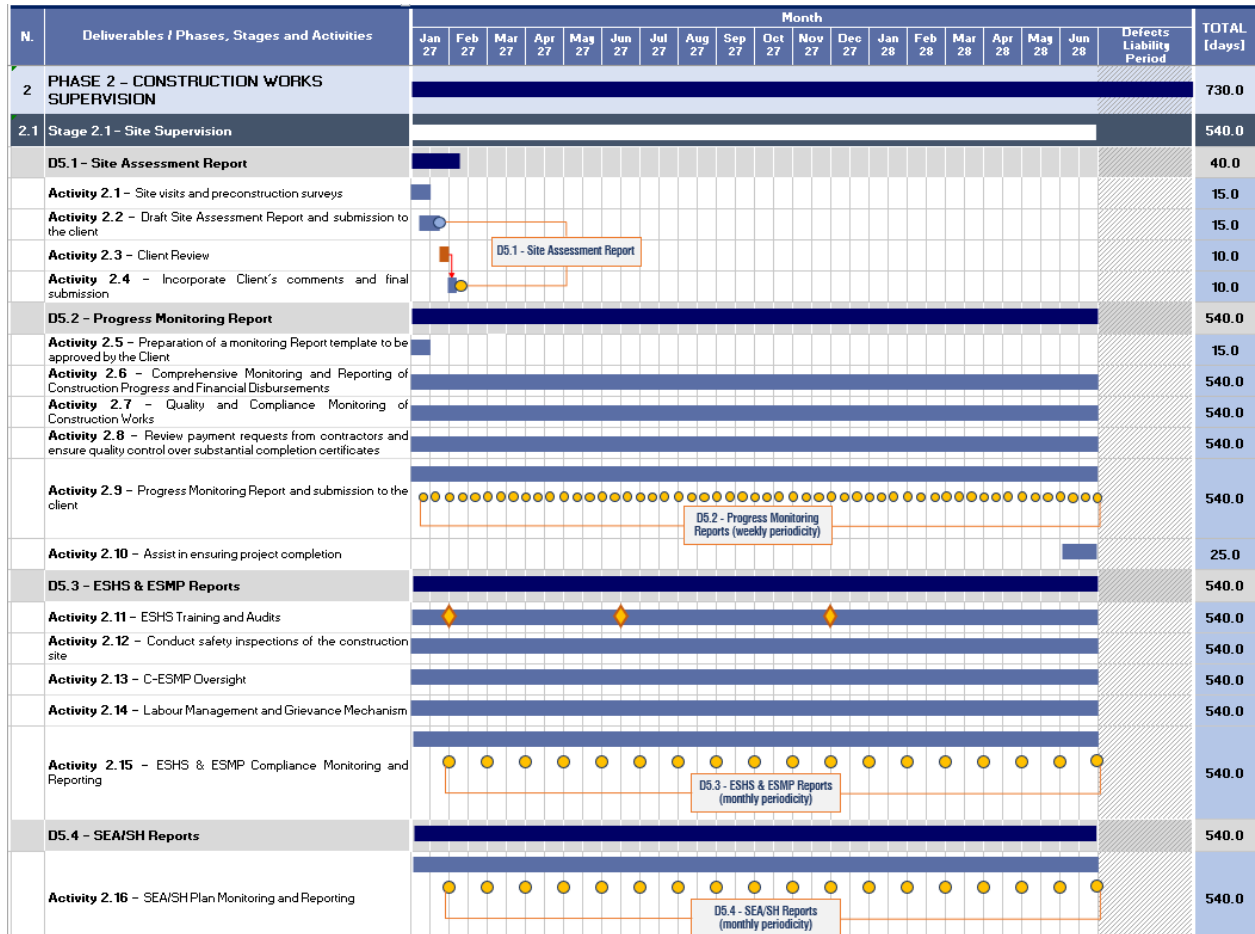 N.
Deliverables / Phases, Stages and Activities
Month
TOTAL
[days]
Jan
27
Feb
27
Mar
27
Apr
27
May
27
Jun
27
Jul
27
Aug
27
Sep
27
Oct
27
Nov
27
Dec
27
Jan
28
Feb
28
Mar
28
Apr
28
May
28
Jun
28
Defects
Liability
Period
2
PHASE 2 – CONSTRUCTION WORKS
SUPERVISION
730.0
2.1
Stage 2.1 – Site Supervision
540.0
D5.1 – Site Assessment Report
40.0
Activity 2.1 – Site visits and preconstruction surveys
15.0
Activity 2.2 – Draft Site Assessment Report and submission to
the client
15.0
D5.1 - Site Assessment Report
Activity 2.3 – Client Review
10.0
Activity 2.4 – Incorporate Client´s comments and final
submission
10.0
D5.2 – Progress Monitoring Report
540.0
Activity 2.5 – Preparation of a monitoring Report template to be
approved by the Client
15.0
Activity 2.6 – Comprehensive Monitoring and Reporting of
Construction Progress and Financial Disbursements
540.0
Activity 2.7 – Quality and Compliance Monitoring of
Construction Works
540.0
Activity 2.8 – Review payment requests from contractors and
ensure quality control over substantial completion certificates
540.0
Activity 2.9 – Progress Monitoring Report and submission to the
client
540.0
D5.2 - Progress Monitoring
Reports (weekly periodicity)
Activity 2.10 – Assist in ensuring project completion
25.0
D5.3 – ESHS & ESMP Reports
540.0
Activity 2.11 – ESHS Training and Audits
540.0
Activity 2.12 – Conduct safety inspections of the construction
site
540.0
Activity 2.13 – C-ESMP Oversight
540.0
Activity 2.14 – Labour Management and Grievance Mechanism
540.0
Activity 2.15 – ESHS & ESMP Compliance Monitoring and
Reporting
540.0
D5.3 - ESHS & ESMP Reports
(monthly periodicity)
D5.4 – SEA/SH Reports
540.0
Activity 2.16 – SEA/SH Plan Monitoring and Reporting
540.0
D5.4 - SEA/SH Reports
(monthly periodicity)